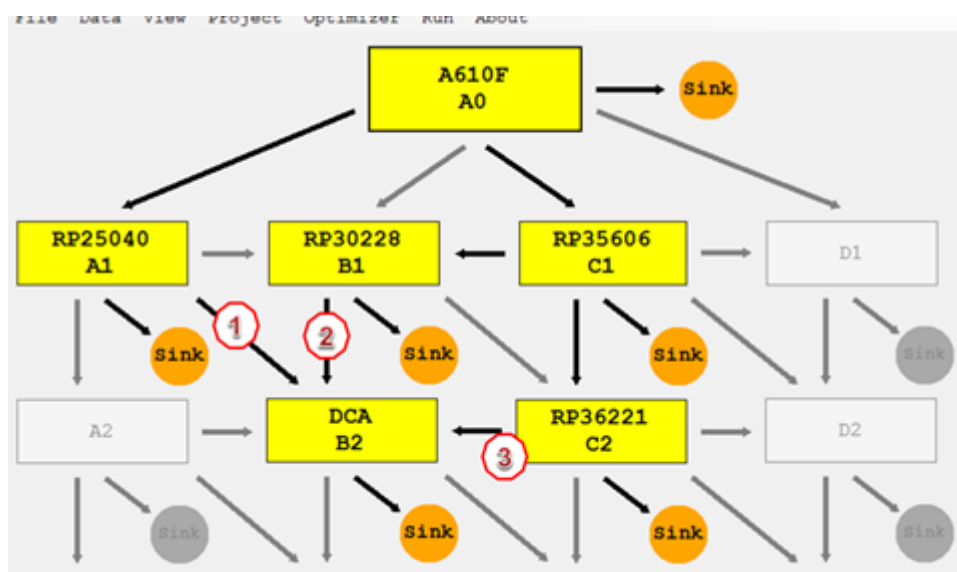 File Data View Project Optimizer Run About
A610F
A0
Sink
RP25040
A1
RP30228
B1
RP35606
C1
D1
1
2
Sink
Sink
Sink
Sink
A2
DCA
B2
RP36221
C2
D2
3
Sink
Sink
Sink
Sink